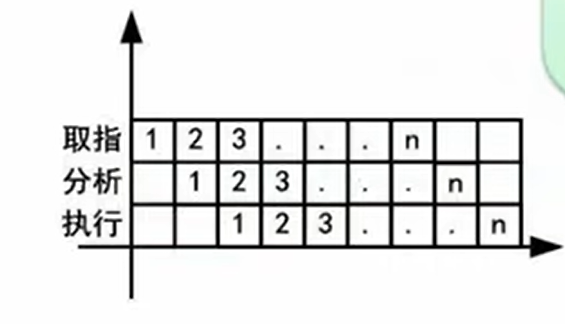 取指 1 2 3 . . . n
分析 1 2 3 . . . n
执行 1 2 3 . . . . n